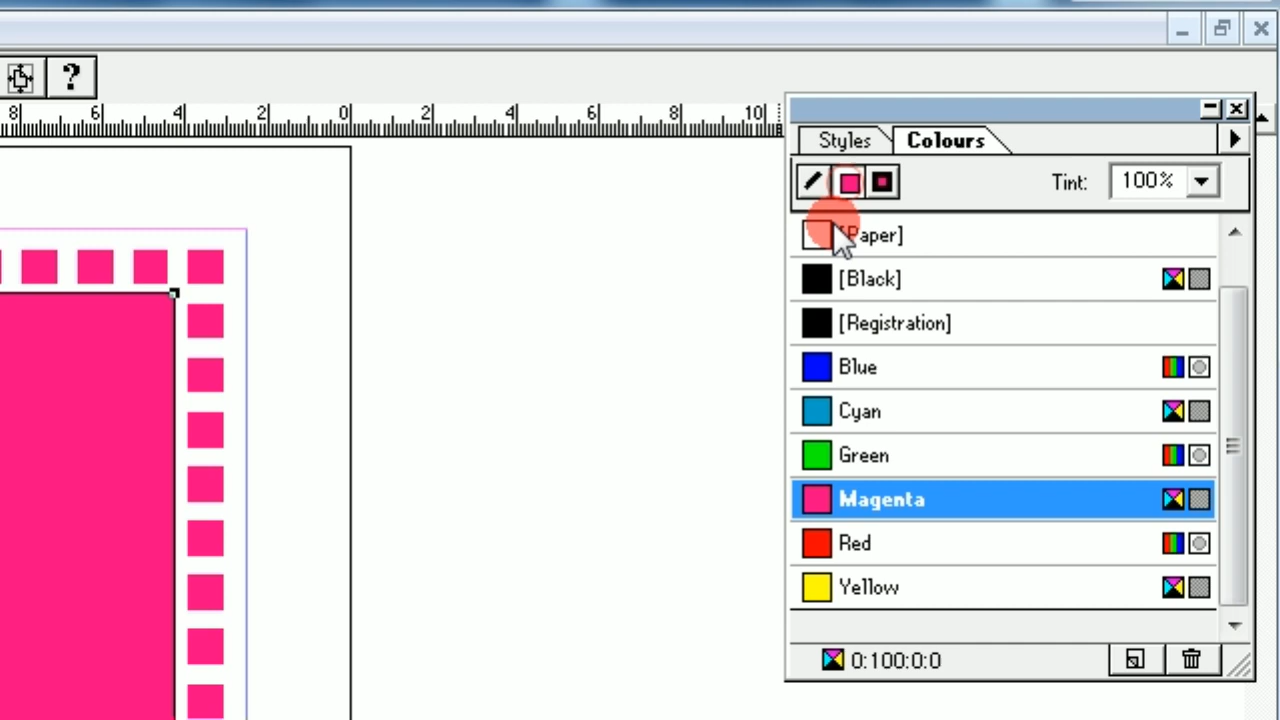 ?
8 6 4 2 0 2 4 6 8 10
Styles Colours
Tint: 100%
[Paper]
[Black]
[Registration]
Blue
Cyan
Green
Magenta
Red
Yellow
0:100:0:0